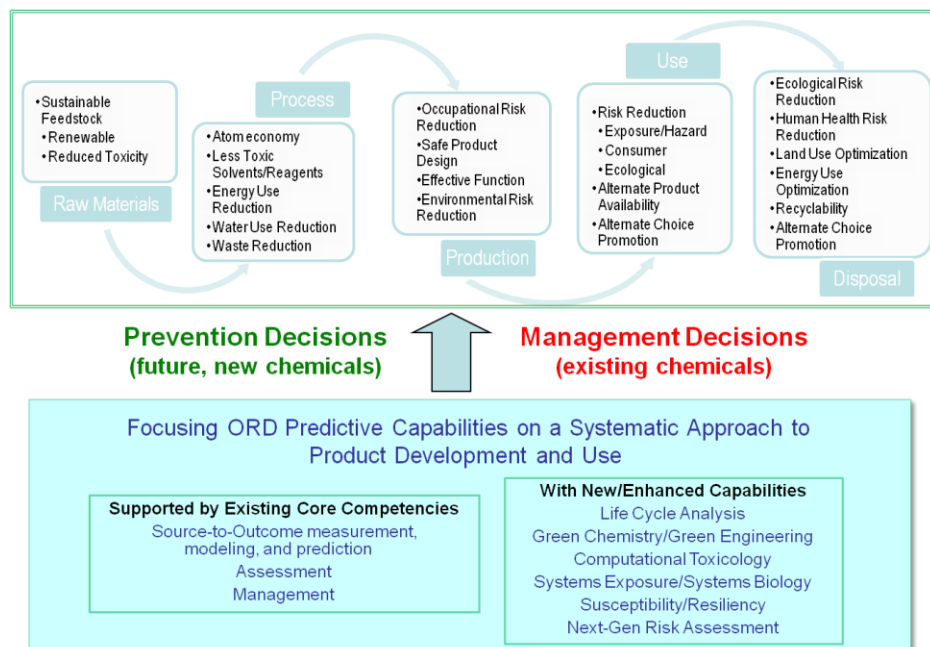 •Sustainable
Feedstock
•Renewable
•Reduced Toxicity
Raw Materials
Process
•Atom economy
•Less Toxic
Solvents/Reagents
•Energy Use
Reduction
•Water Use Reduction
•Waste Reduction
•Occupational Risk
Reduction
•Safe Product
Design
•Effective Function
•Environmental Risk
Reduction
Production
Use
•Risk Reduction
•Exposure/Hazard
•Consumer
•Ecological
•Alternate Product
Availability
•Alternate Choice
Promotion
•Ecological Risk
Reduction
•Human Health Risk
Reduction
•Land Use Optimization
•Energy Use
Optimization
•Recyclability
•Alternate Choice
Promotion
Disposal
Prevention Decisions
(future, new chemicals)
Management Decisions
(existing chemicals)
Focusing ORD Predictive Capabilities on a Systematic Approach to
Product Development and Use
Supported by Existing Core Competencies
Source-to-Outcome measurement,
modeling, and prediction
Assessment
Management
With New/Enhanced Capabilities
Life Cycle Analysis
Green Chemistry/Green Engineering
Computational Toxicology
Systems Exposure/Systems Biology
Susceptibility/Resiliency
Next-Gen Risk Assessment